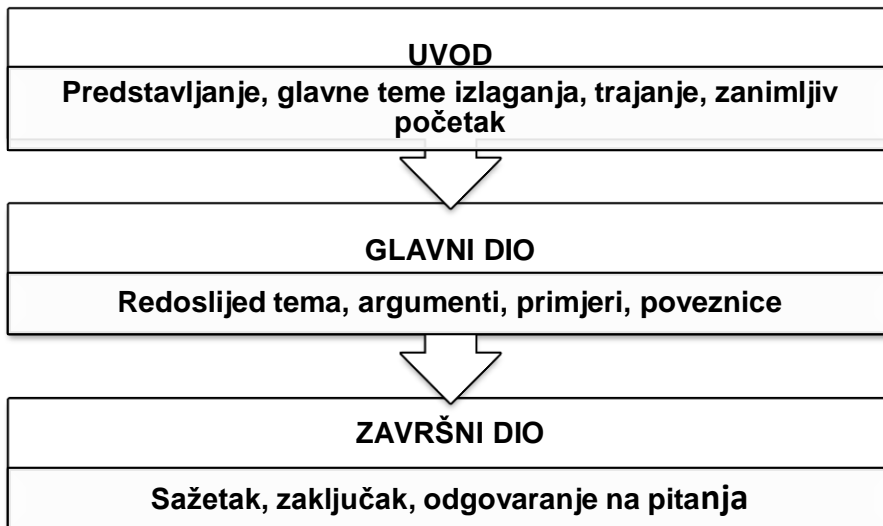 UVOD
Predstavljanje, glavne teme izlaganja, trajanje, zanimljiv
početak
GLAVNI DIO
Redoslijed tema, argumenti, primjeri, poveznice
ZAVRŠNI DIO
Sažetak, zaključak, odgovaranje na pitanja